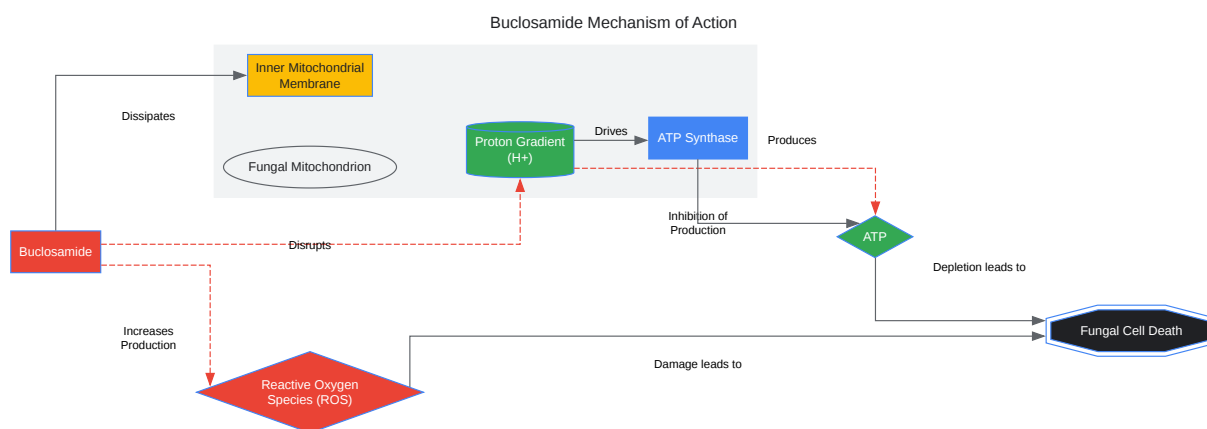 Buclosamide Mechanism of Action
Inner Mitochondrial
Membrane
Dissipates
Proton Gradient
(H+)
Drives
ATP Synthase
Produces
Fungal Mitochondrion
Inhibition of
Production
ATP
Buclosamide
Disrupts
Depletion leads to
Increases
Production
Fungal Cell Death
Damage leads to
Reactive Oxygen
Species (ROS)